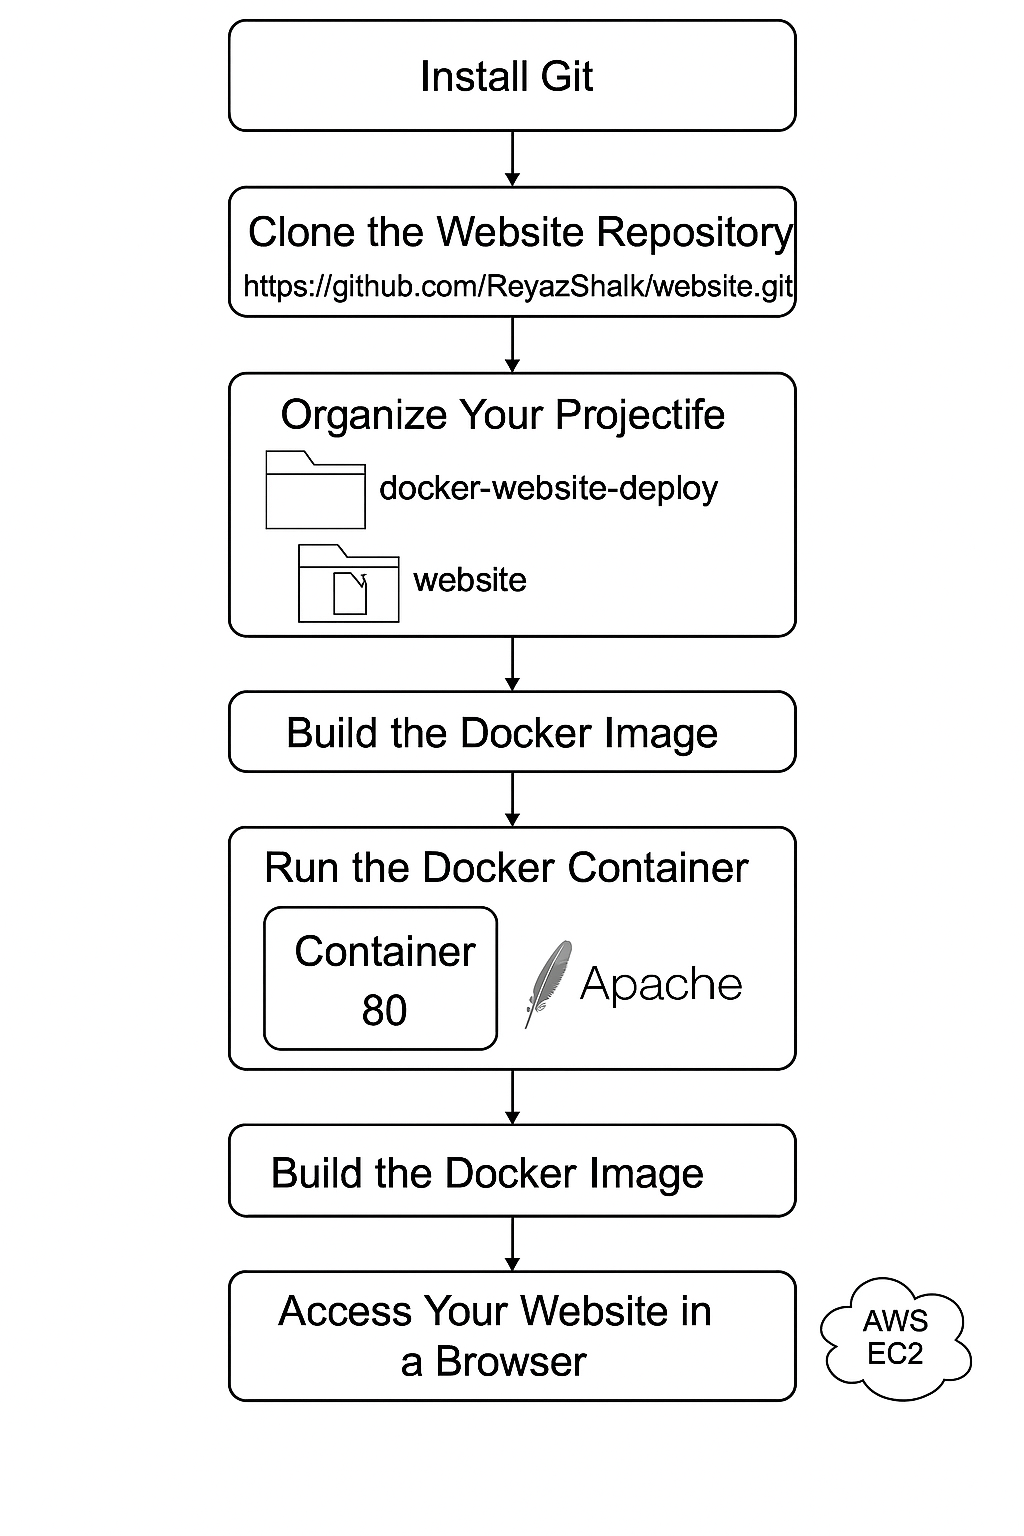 Install Git
Clone the Website Repository
https://github.com/ReyazShalk/website.git
Organize Your Projectife
docker-website-deploy
website
Build the Docker Image
Run the Docker Container
Container
80
Apache
Build the Docker Image
Access Your Website in
a Browser
AWS
EC2